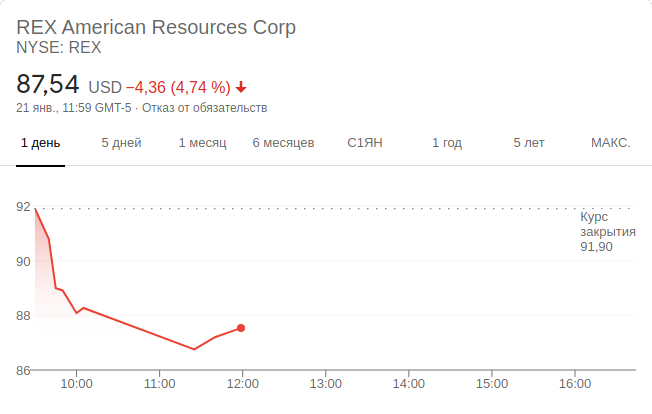 REX American Resources Corp
NYSE: REX
87,54 USD −4,36 (4,74 %)
21 янв., 11:59 GMT-5 · Отказ от обязательств
1 день 5 дней 1 месяц 6 месяцев С1ЯН 1 год 5 лет МАКС.
92
Курс
закрытия
91,90
90
88
86
10:00 11:00 12:00 13:00 14:00 15:00 16:00